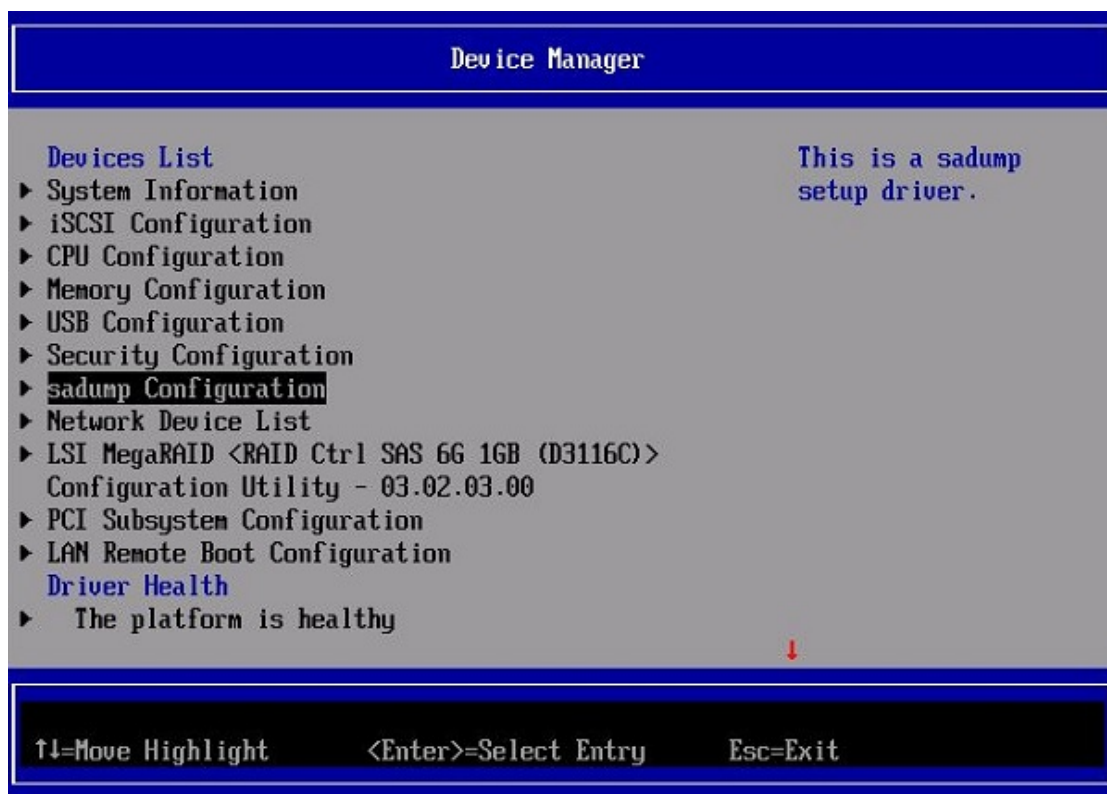 Device Manager
Devices List
This is a sadump
setup driver.
▶ System Information
▶ iSCSI Configuration
▶ CPU Configuration
▶ Memory Configuration
▶ USB Configuration
▶ Security Configuration
▶ sadump Configuration
▶ Network Device List
▶ LSI MegaRAID <RAID Ctrl SAS 6G 1GB (D3116C)>
Configuration Utility - 03.02.03.00
▶ PCI Subsystem Configuration
▶ LAN Remote Boot Configuration
Driver Health
▶ The platform is healthy
↓
↑↓=Move Highlight <Enter>=Select Entry Esc=Exit